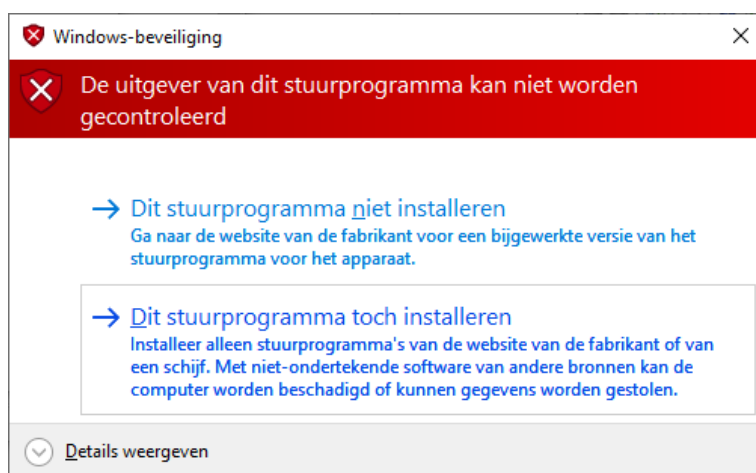 Windows-beveiliging
De uitgever van dit stuurprogramma kan niet worden
gecontroleerd
Dit stuurprogramma niet installeren
Ga naar de website van de fabrikant voor een bijgewerkte versie van het
stuurprogramma voor het apparaat.
Dit stuurprogramma toch installeren
Installeer alleen stuurprogramma's van de website van de fabrikant of van
een schijf. Met niet-ondertekende software van andere bronnen kan de
computer worden beschadigd of kunnen gegevens worden gestolen.
Details weergeven